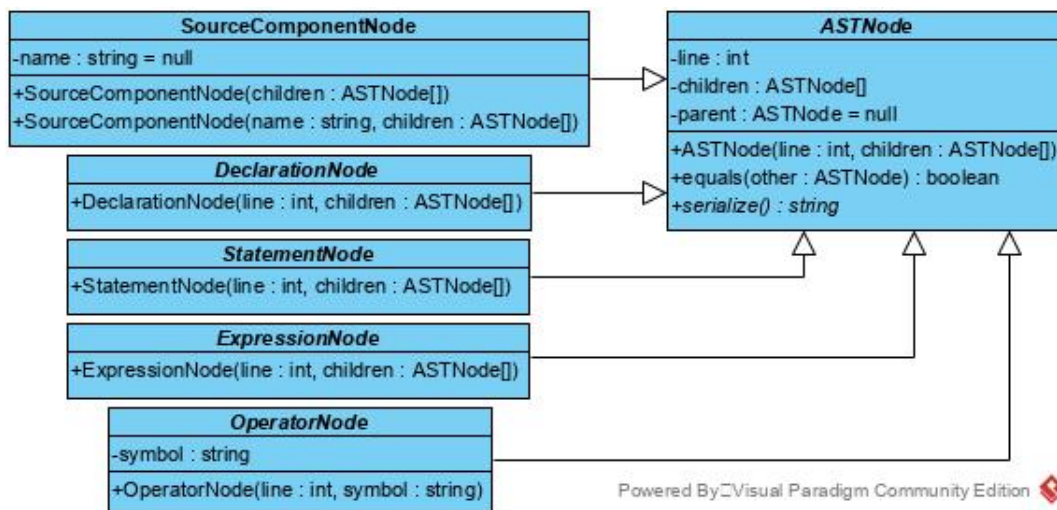 SourceComponentNode
-name : string = null
+SourceComponentNode(children : ASTNode[])
+SourceComponentNode(name : string, children : ASTNode[])
ASTNode
-line : int
-children : ASTNode[]
-parent : ASTNode = null
+ASTNode(line : int, children : ASTNode[])
+equals(other : ASTNode) : boolean
+serialize() : string
DeclarationNode
+DeclarationNode(line : int, children : ASTNode[])
StatementNode
+StatementNode(line : int, children : ASTNode[])
ExpressionNode
+ExpressionNode(line : int, children : ASTNode[])
OperatorNode
-symbol : string
+OperatorNode(line : int, symbol : string)
Powered By Visual Paradigm Community Edition